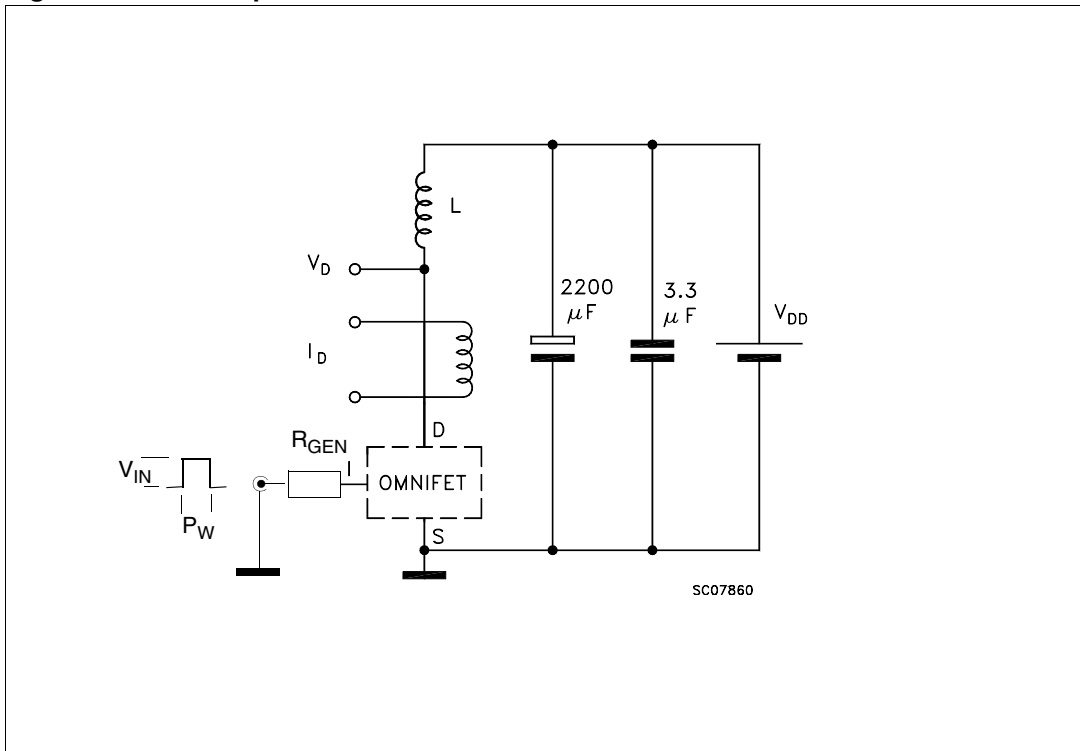 L
V_D
2200
μF
3.3
μF
V_DD
I_D
D
R_GEN
I
V_IN
OMNIFET
P_W
S
SC07860